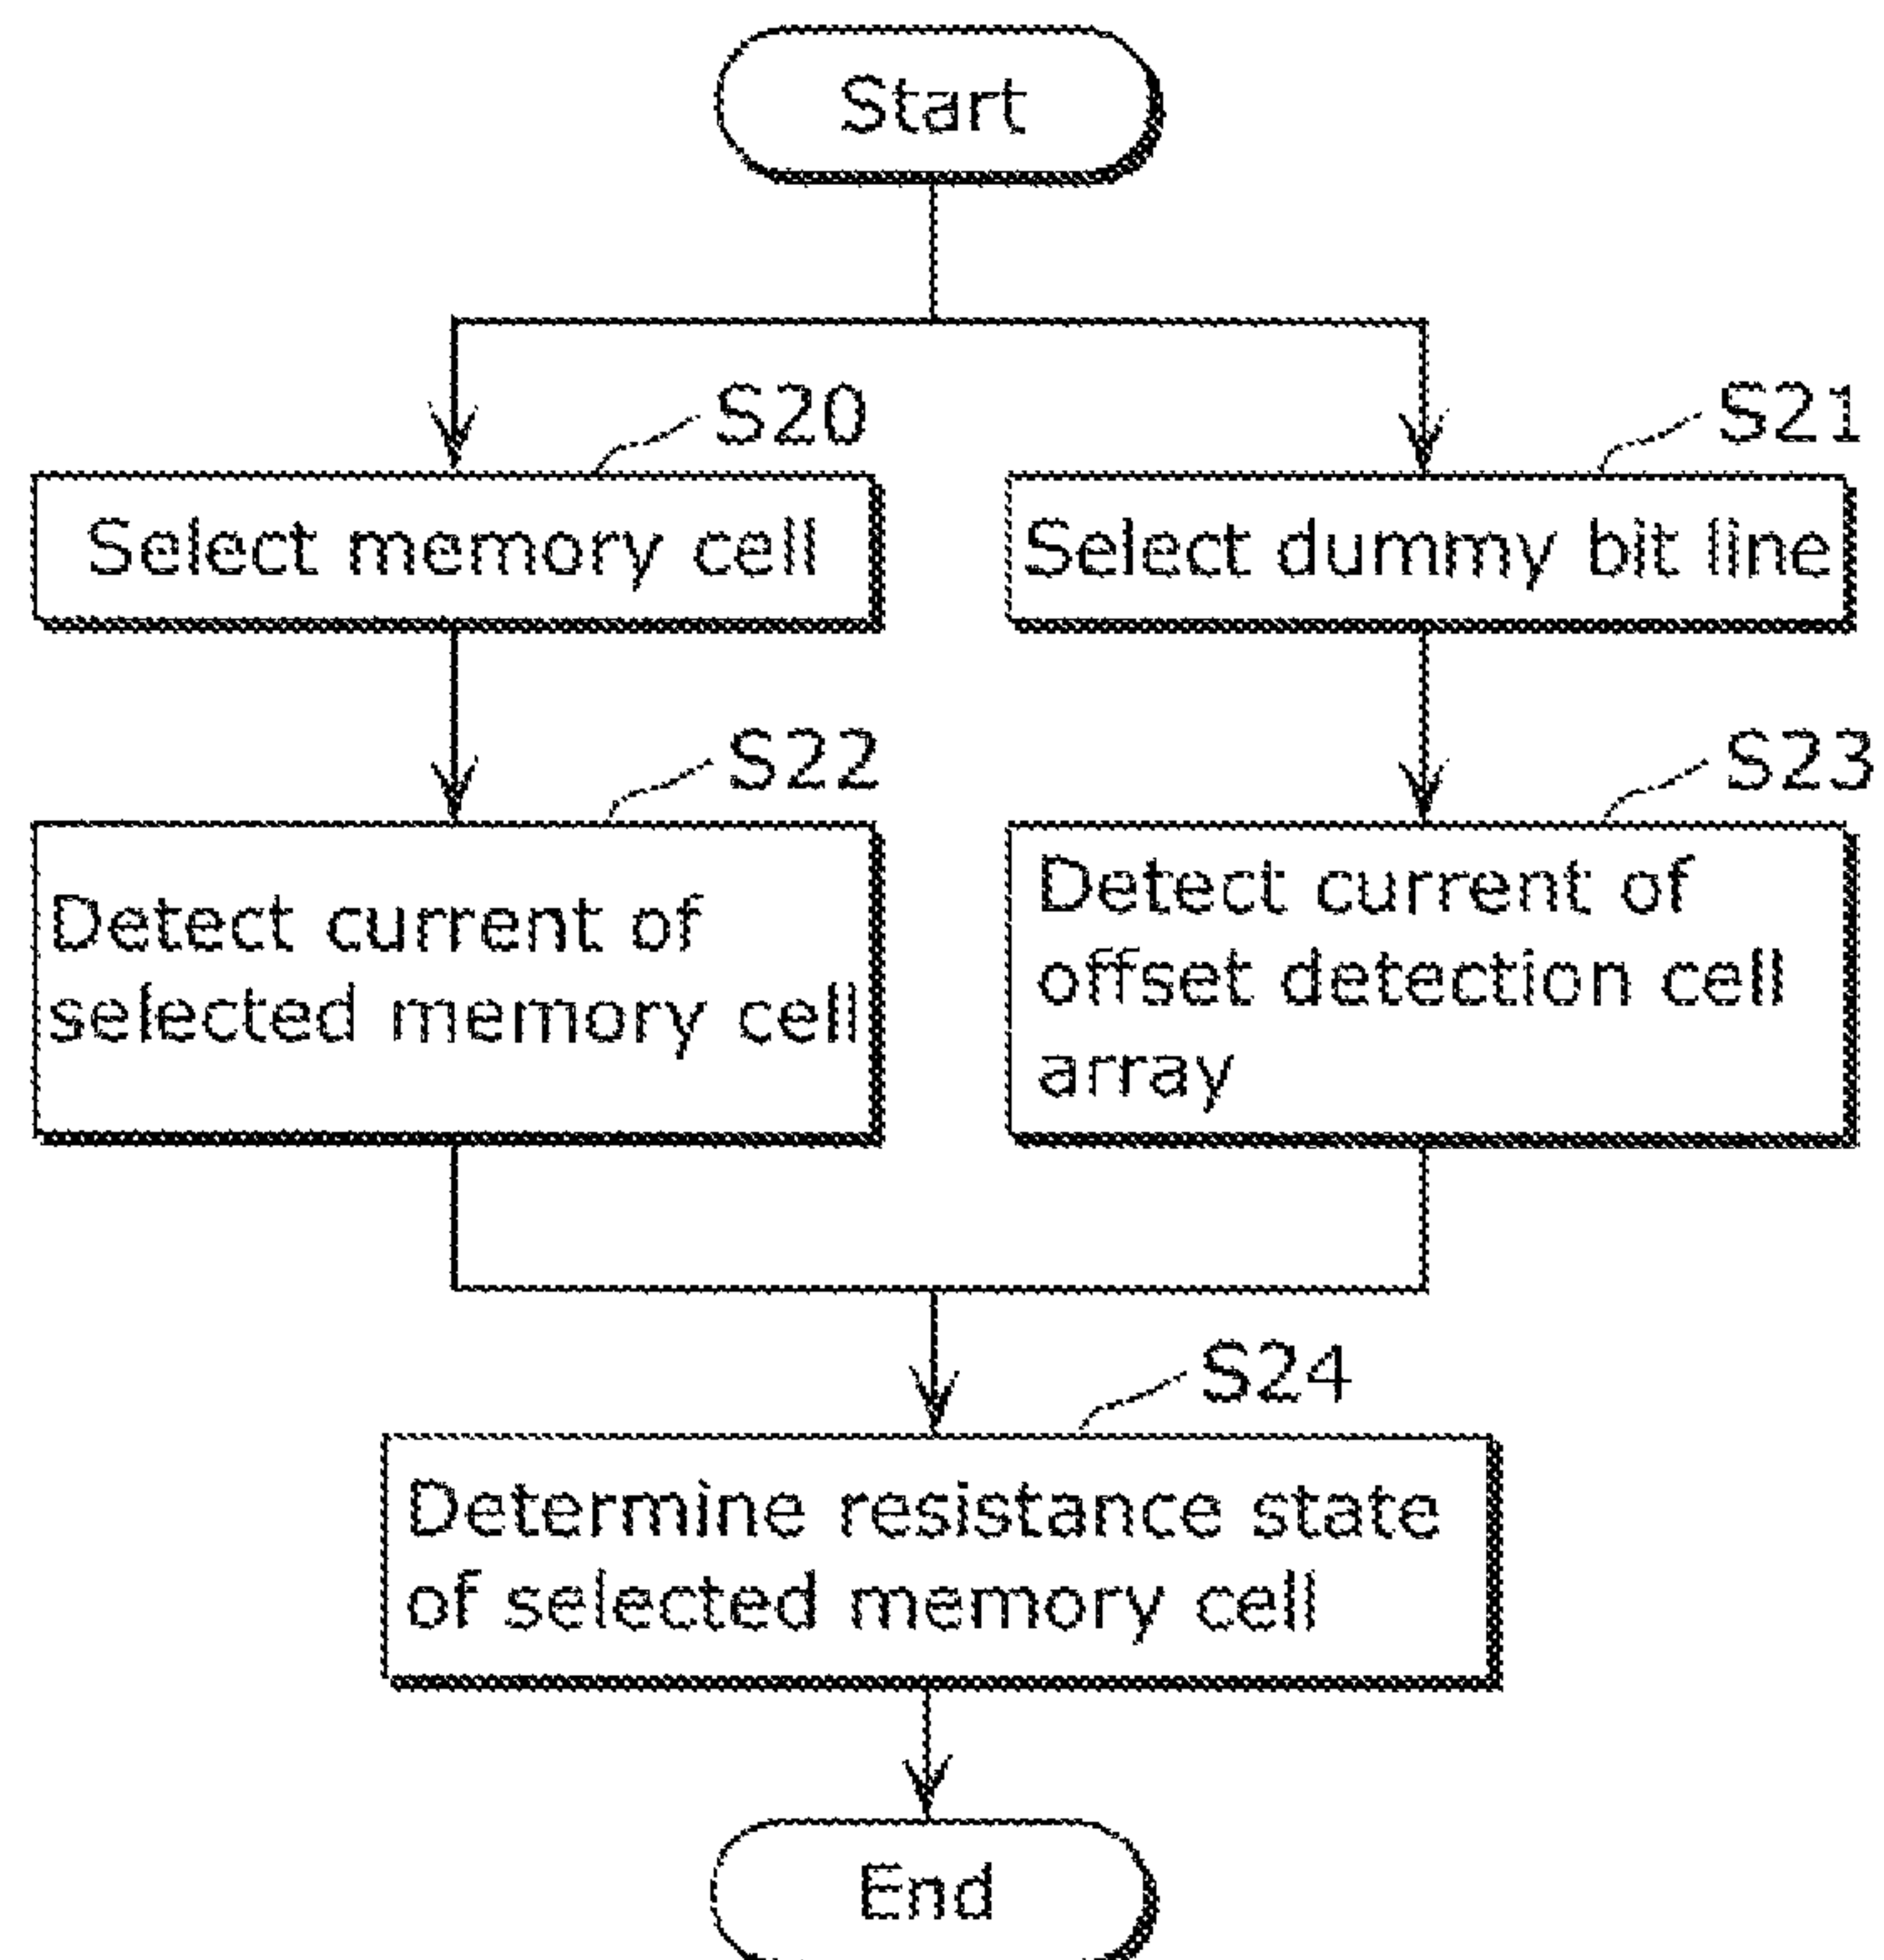 Start
S20
S21
Select memory cell
Select dummy bit line
S22
S23
Detect current of
selected memory cell
Detect current of
offset detection cell
array
S24
Determine resistance state
of selected memory cell
End